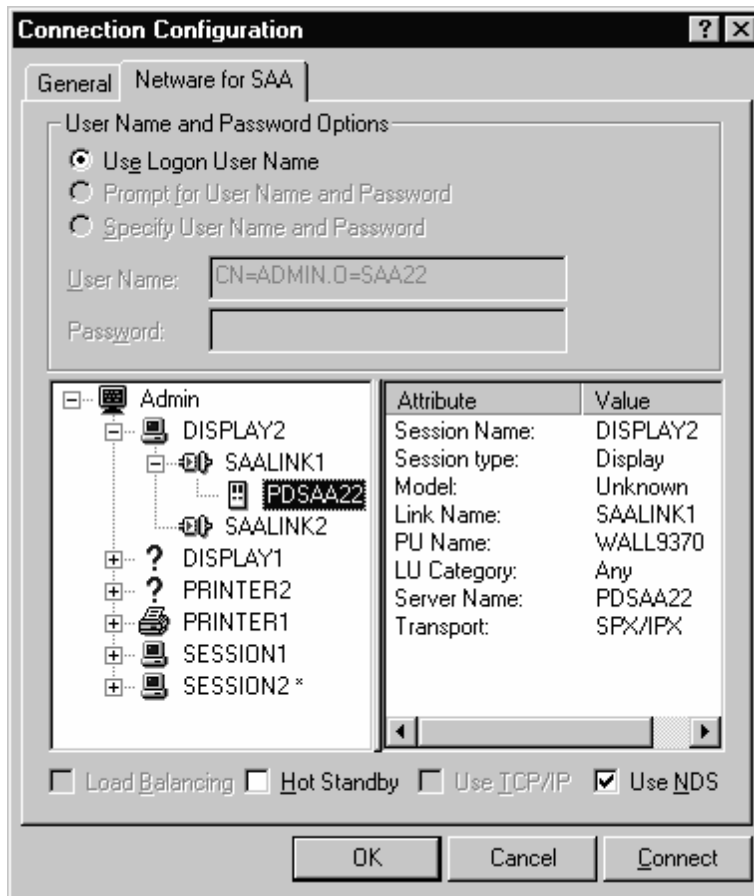 Connection Configuration
General Netware for SAA
User Name and Password Options
Use Logon User Name
Prompt for User Name and Password
Specify User Name and Password
User Name: CN=ADMIN.O=SAA22
Password:
Admin
DISPLAY2
SAALINK1
PDSAA22
SAALINK2
DISPLAY1
PRINTER2
PRINTER1
SESSION1
SESSION2 *
Attribute Value
Session Name: DISPLAY2
Session type: Display
Model: Unknown
Link Name: SAALINK1
PU Name: WALL9370
LU Category: Any
Server Name: PDSAA22
Transport: SPX/IPX
Load Balancing Hot Standby Use TCP/IP Use NDS
OK Cancel Connect